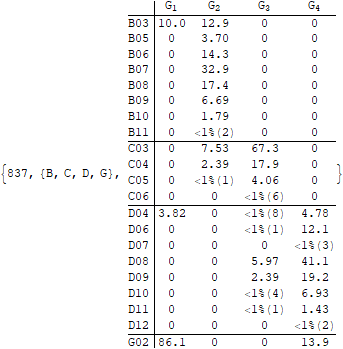 G₁ G₂ G₃ G₄
B03 10.0 12.9 0 0
B05 0 3.70 0 0
B06 0 14.3 0 0
B07 0 32.9 0 0
B08 0 17.4 0 0
B09 0 6.69 0 0
B10 0 1.79 0 0
B11 0 <1%(2) 0 0
C03 0 7.53 67.3 0
C04 0 2.39 17.9 0
{837, {B, C, D, G}, C05 0 <1%(1) 4.06 0 }
C06 0 0 <1%(6) 0
D04 3.82 0 <1%(8) 4.78
D06 0 0 <1%(1) 12.1
D07 0 0 0 <1%(3)
D08 0 0 5.97 41.1
D09 0 0 2.39 19.2
D10 0 0 <1%(4) 6.93
D11 0 0 <1%(1) 1.43
D12 0 0 0 <1%(2)
G02 86.1 0 0 13.9